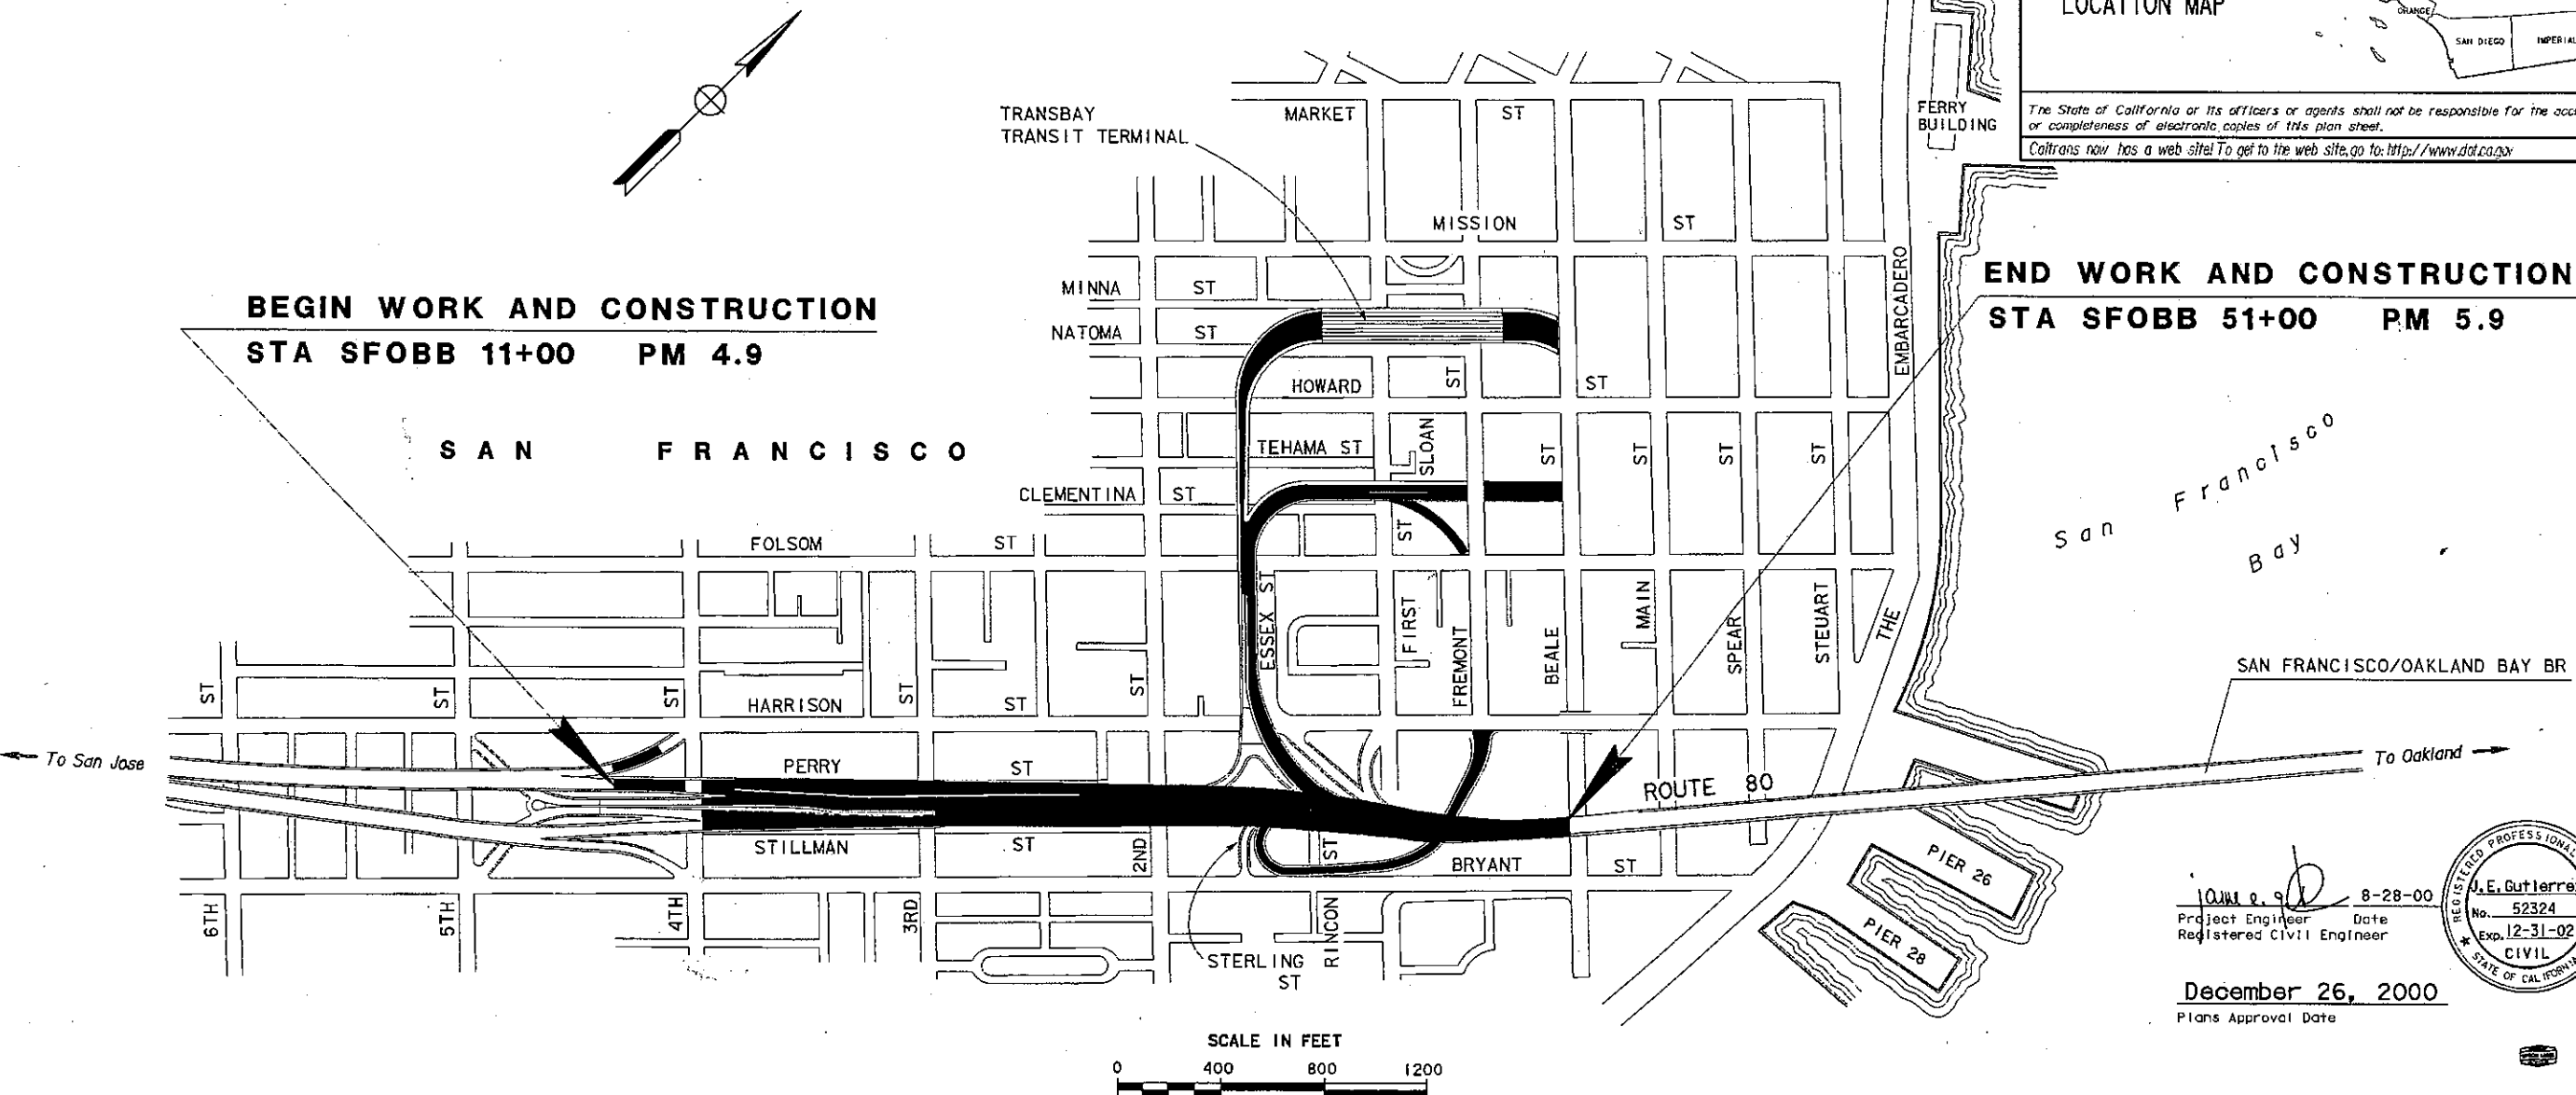 LOCATION MAP
ORANGE
SAN DIEGO
IMPERIAL
The State of California or its officers or agents shall not be responsible for the
or completeness of electronic copies of this plan sheet.
Caltrans now has a web site! To get to the web site, go to: http://www.dot.ca.gov
FERRY
BUILDING
TRANSBAY
TRANSIT TERMINAL
MARKET ST
MISSION ST
MINNA ST
NATOMA ST
HOWARD ST
TEHAMA ST
CLEMENTINA ST
FOLSOM ST
HARRISON ST
PERRY ST
STILLMAN ST
BRYANT ST
BEGIN WORK AND CONSTRUCTION
STA SFOBB 11+00 PM 4.9
END WORK AND CONSTRUCTION
STA SFOBB 51+00 PM 5.9
SAN FRANCISCO
San Francisco
Bay
6TH ST
5TH ST
4TH ST
3RD ST
2ND ST
ESSEX ST
STERLING
ST
RINCON ST
FIRST ST
SLOAN ST
FREMONT
BEALE ST
MAIN ST
SPEAR ST
STEUART ST
THE EMBARCADERO
To San Jose
ROUTE 80
To Oakland
SAN FRANCISCO/OAKLAND BAY BR
PIER 26
PIER 28
8-28-00
Project Engineer Date
Registered Civil Engineer
December 26, 2000
Plans Approval Date
REGISTERED PROFESSIONAL
J.E. Gutierrez
No. 52324
Exp. 12-31-02
CIVIL
STATE OF CALIFORNIA
SCALE IN FEET
0 400 800 1200